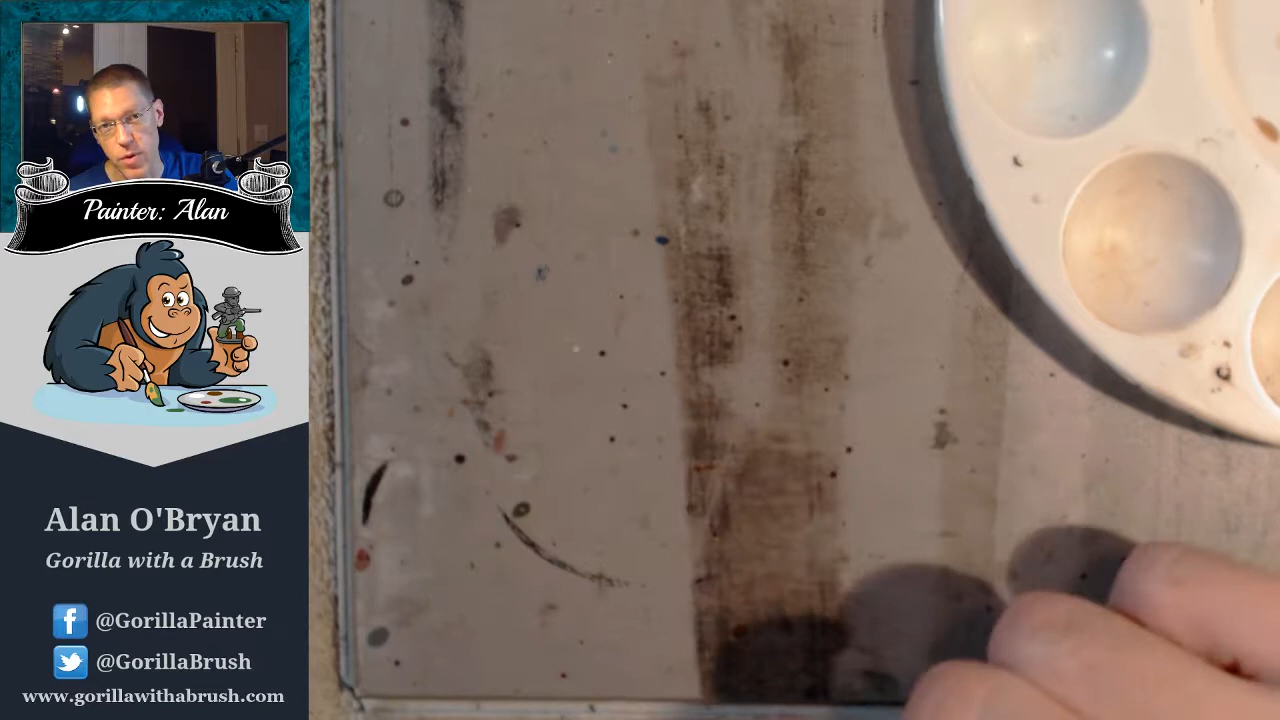 Painter: Alan
Alan O'Bryan
Gorilla with a Brush
@GorillaPainter
@GorillaBrush
www.gorillawithabrush.com